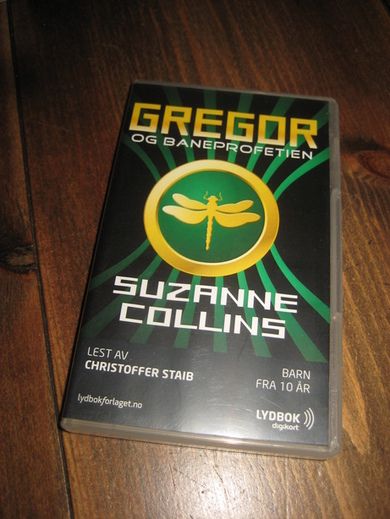 GREGOR
OG BANEPROFETIEN
SUZANNE
COLLINS
LEST AV
CHRISTOFFER STAIB
BARN
FRA 10 ÅR
lydbokforlaget.no
LYDBOK
digikort